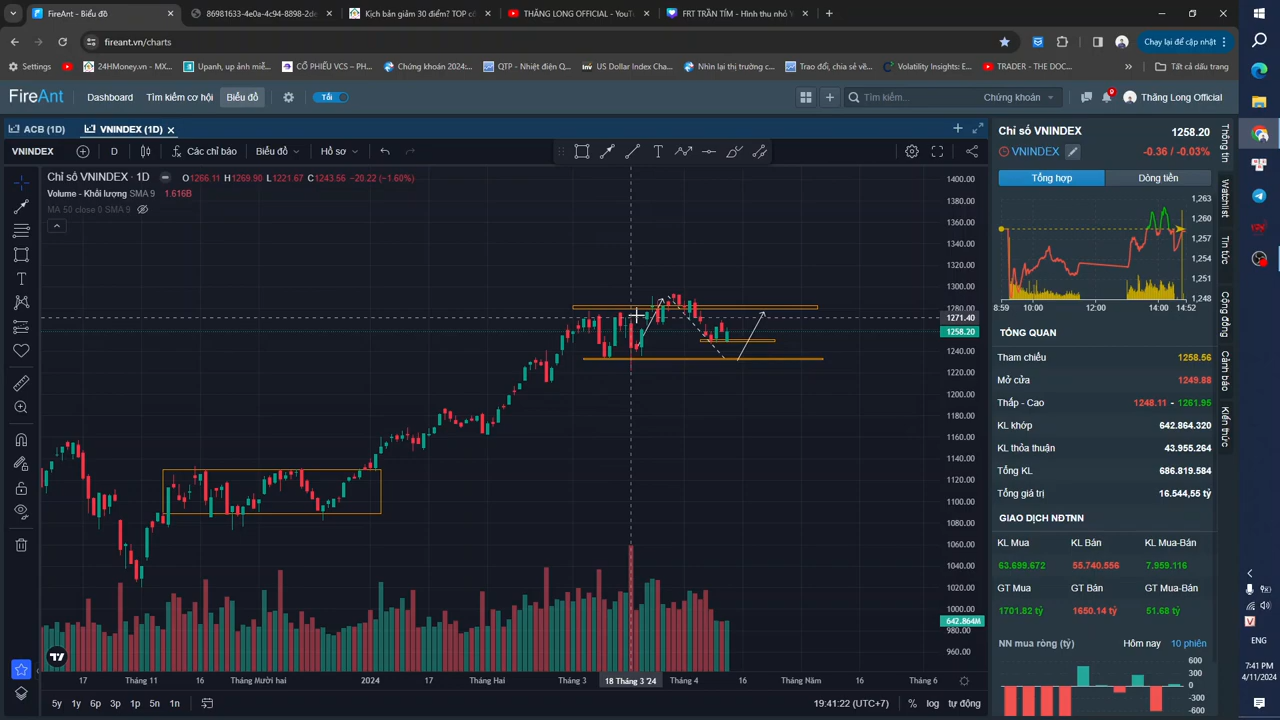 FireAnt - Biểu đồ
86981633-4e0a-4c94-8898-2de
Kịch bản giảm 30 điểm? TOP
THĂNG LONG OFFICIAL - YouT
FRT TRẦN TÍM - Hình thu nhỏ Y
fireant.vn/charts
Chạy lại để cập nhật
Settings
24HMoney.vn - MX...
Upanh, up ảnh miễ...
CỔ PHIẾU VCS – PH...
Chứng khoán 2024:...
QTP - Nhiệt điện Q...
US Dollar Index Cha...
Nhìn lại thị trường c...
Trao đổi, chia sẻ về...
Volatility Insights: E...
TRADER - THE DOC...
Tất cả dấu trang
FireAnt
Dashboard
Tìm kiếm cơ hội
Biểu đồ
Tối
Tìm kiếm...
Chứng khoán
9
Thăng Long Official
ACB (1D)
VNINDEX (1D)
VNINDEX
D
Các chỉ báo
Biểu đồ
Hồ sơ
Chỉ số VNINDEX · 1D
O1266.11 H1269.90 L1221.67 C1243.56 −20.22 (−1.60%)
Volume - Khối lượng SMA 9 1.616B
MA 50 close 0 SMA 9
1400.00
1380.00
1360.00
1340.00
1320.00
1300.00
1280.00
1271.40
1258.20
1240.00
1220.00
1200.00
1180.00
1160.00
1140.00
1120.00
1100.00
1080.00
1060.00
1040.00
1020.00
1000.00
642.864M
980.00
960.00
17
Tháng 11
16
Tháng Mười hai
2024
17
Tháng Hai
Tháng 3
18 Tháng 3 '24
Tháng 4
16
Tháng Năm
16
Tháng 6
5y
1y
6p
3p
1p
5n
1n
19:41:22 (UTC+7)
%
log
tự động
Chỉ số VNINDEX
1258.20
VNINDEX
-0.36 / -0.03%
Tổng hợp
Dòng tiền
1,263
1,260
1,257
1,254
1,251
1,248
8:59
10:00
12:00
14:00
14:52
TỔNG QUAN
Tham chiếu
1258.56
Mở cửa
1249.88
Thấp - Cao
1248.11 - 1261.95
KL khớp
642.864.320
KL thỏa thuận
43.955.264
Tổng KL
686.819.584
Tổng giá trị
16.544,55 tỷ
GIAO DỊCH NĐTNN
KL Mua
KL Bán
KL Mua-Bán
63.699.672
55.740.556
7.959.116
GT Mua
GT Bán
GT Mua-Bán
1701.82 tỷ
1650.14 tỷ
51.68 tỷ
NN mua ròng (tỷ)
Hôm nay
10 phiên
600
300
0
-300
-600
Thông tin
Watchlist
Tin tức
Cộng đồng
Cảnh báo
Kiến thức
ENG
7:41 PM
4/11/2024